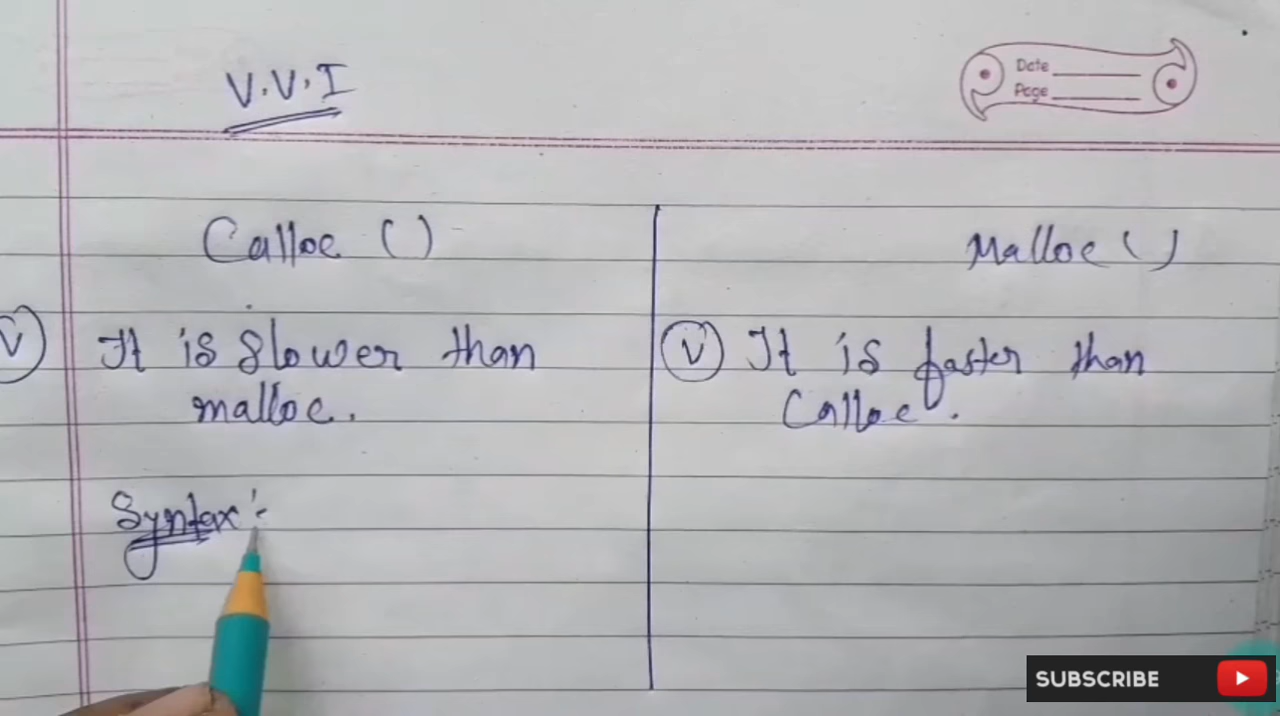 V.V.I
Date
Page
Calloc ()
Malloc ()
V It is slower than
malloc.
V It is faster than
Calloc.
Syntax :-
SUBSCRIBE